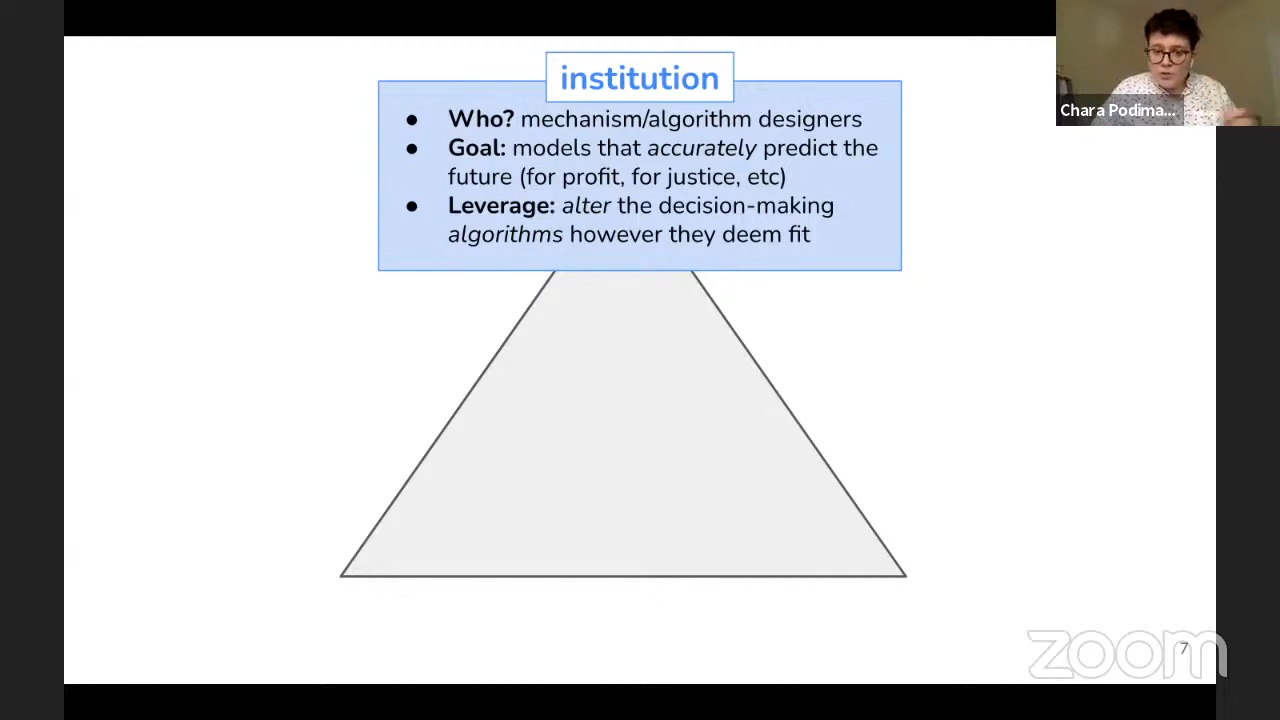 institution
● Who? mechanism/algorithm designers
● Goal: models that accurately predict the
future (for profit, for justice, etc)
● Leverage: alter the decision-making
algorithms however they deem fit
Chara Podima...
zoom
7